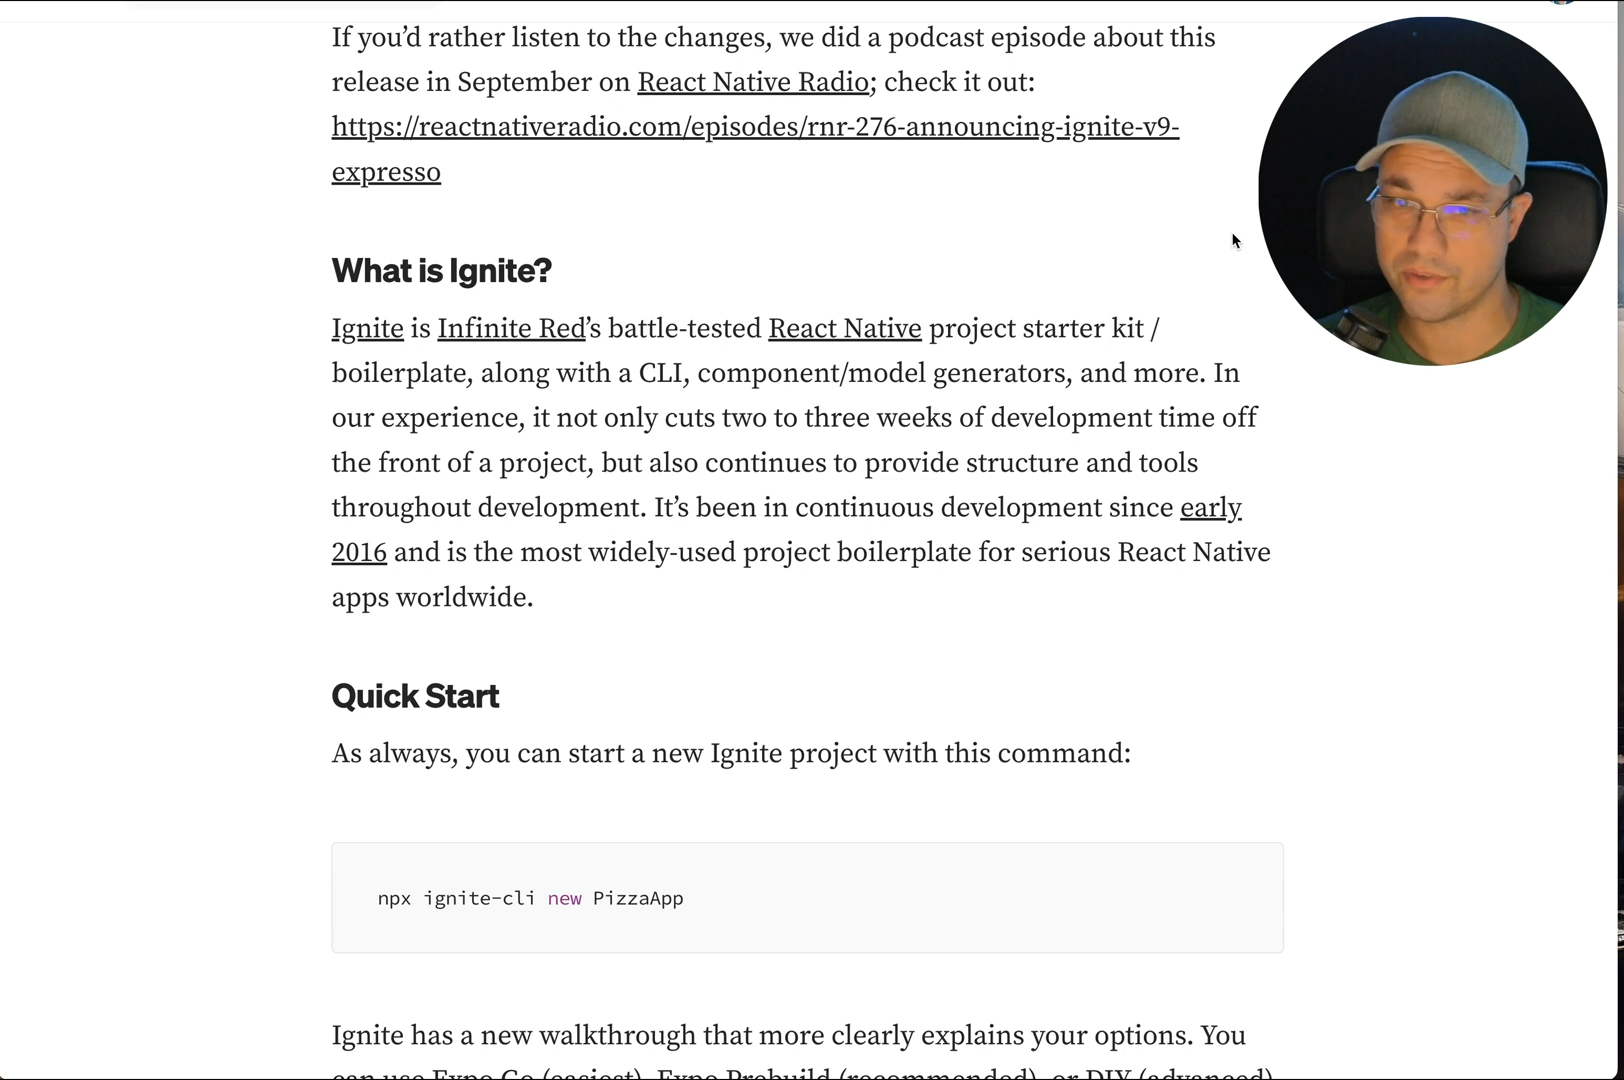 If you’d rather listen to the changes, we did a podcast episode about this
release in September on React Native Radio; check it out:
https://reactnativeradio.com/episodes/rnr-276-announcing-ignite-v9-
expresso
What is Ignite?
Ignite is Infinite Red’s battle-tested React Native project starter kit /
boilerplate, along with a CLI, component/model generators, and more. In
our experience, it not only cuts two to three weeks of development time off
the front of a project, but also continues to provide structure and tools
throughout development. It’s been in continuous development since early
2016 and is the most widely-used project boilerplate for serious React Native
apps worldwide.
Quick Start
As always, you can start a new Ignite project with this command:
npx ignite-cli new PizzaApp
Ignite has a new walkthrough that more clearly explains your options. You
can use Expo Go (easiest), Expo Prebuild (recommended), or DIY (advanced)